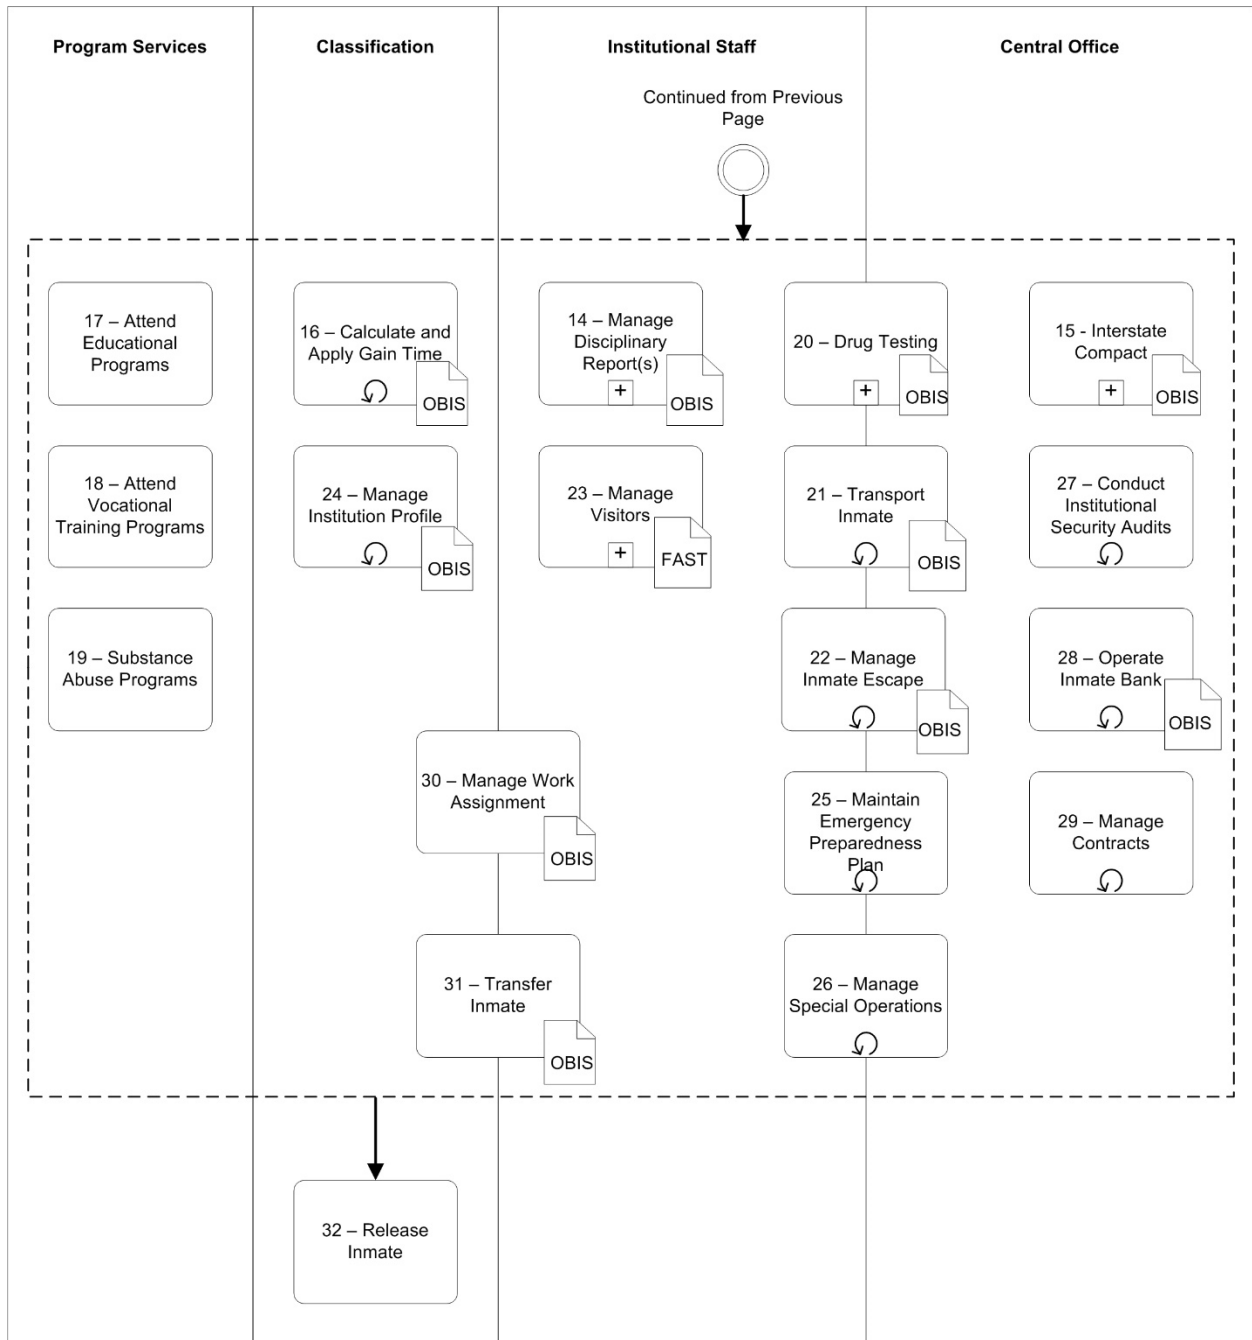 Program Services
Classification
Institutional Staff
Central Office
Continued from Previous
Page
17 – Attend
Educational
Programs
16 – Calculate and
Apply Gain Time
OBIS
14 – Manage
Disciplinary
Report(s)
+
OBIS
20 – Drug Testing
+
OBIS
15 - Interstate
Compact
+
OBIS
18 – Attend
Vocational
Training Programs
24 – Manage
Institution Profile
OBIS
23 – Manage
Visitors
+
FAST
21 – Transport
Inmate
OBIS
27 – Conduct
Institutional
Security Audits
19 – Substance
Abuse Programs
22 – Manage
Inmate Escape
OBIS
28 – Operate
Inmate Bank
OBIS
30 – Manage Work
Assignment
OBIS
25 – Maintain
Emergency
Preparedness
Plan
29 – Manage
Contracts
31 – Transfer
Inmate
OBIS
26 – Manage
Special Operations
32 – Release
Inmate